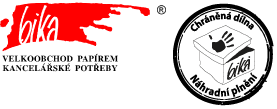 bika ®
VELKOOBCHOD PAPÍREM
KANCELÁŘSKÉ POTŘEBY
Chráněná dílna
bika
Náhradní plnění